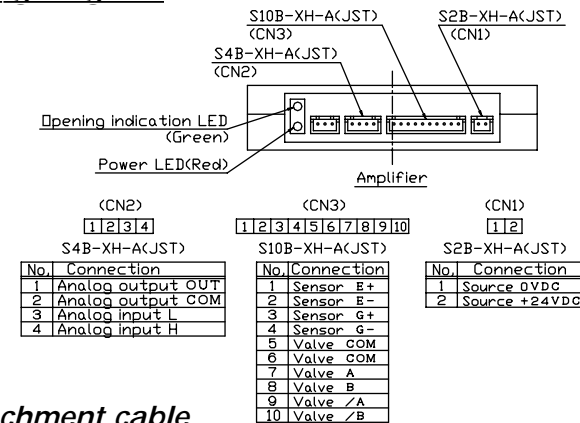 S10B-XH-A(JST)
(CN3)
S2B-XH-A(JST)
(CN1)
S4B-XH-A(JST)
(CN2)
Opening indication LED
(Green)
Power LED(Red)
Amplifier
(CN2)
1 2 3 4
S4B-XH-A(JST)
No. Connection
1 Analog output OUT
2 Analog output COM
3 Analog input L
4 Analog input H
(CN3)
1 2 3 4 5 6 7 8 9 10
S10B-XH-A(JST)
No. Connection
1 Sensor E+
2 Sensor E-
3 Sensor G+
4 Sensor G-
5 Valve COM
6 Valve COM
7 Valve A
8 Valve B
9 Valve /A
10 Valve /B
(CN1)
1 2
S2B-XH-A(JST)
No. Connection
1 Source 0VDC
2 Source +24VDC
chment cable